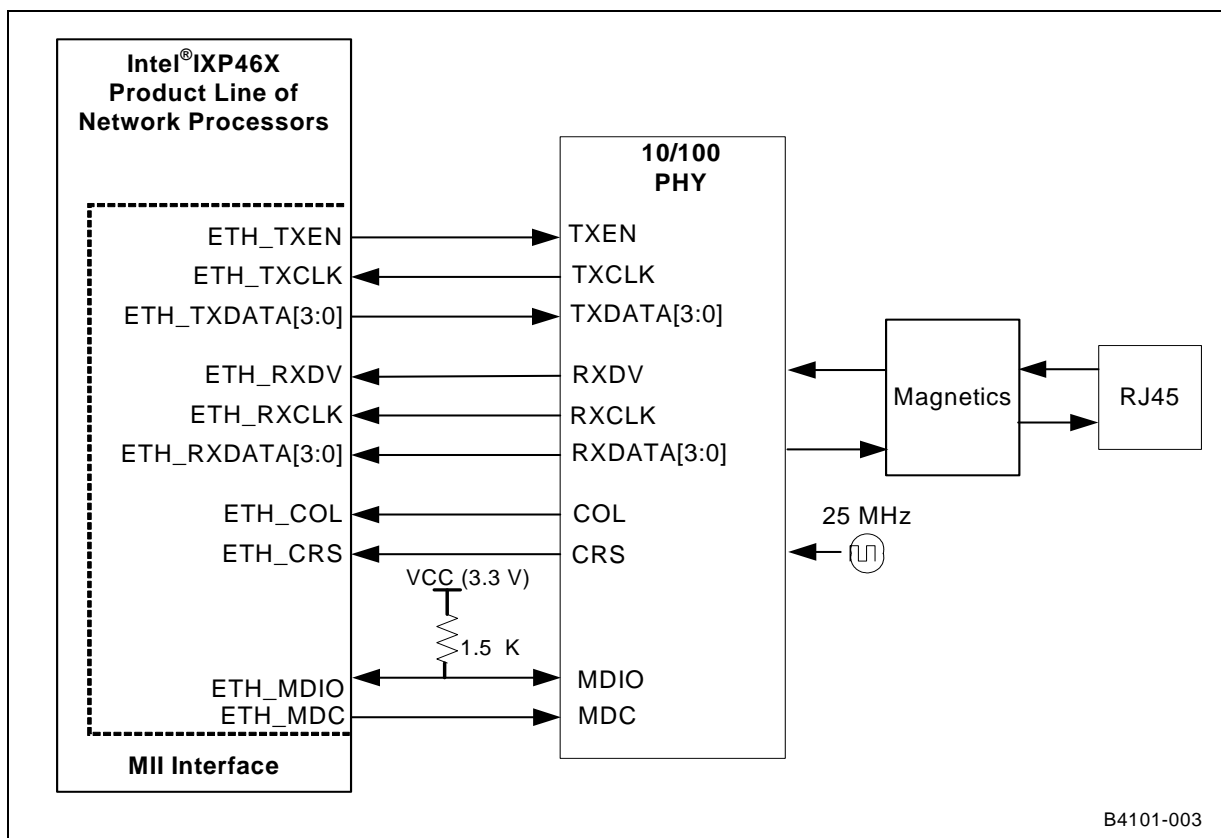 Intel®IXP46X
Product Line of
Network Processors
10/100
PHY
ETH_TXEN
TXEN
ETH_TXCLK
TXCLK
ETH_TXDATA[3:0]
TXDATA[3:0]
ETH_RXDV
RXDV
ETH_RXCLK
RXCLK
Magnetics
RJ45
ETH_RXDATA[3:0]
RXDATA[3:0]
ETH_COL
COL
25 MHz
ETH_CRS
CRS
VCC (3.3 V)
1.5 K
ETH_MDIO
MDIO
ETH_MDC
MDC
MII Interface
B4101-003